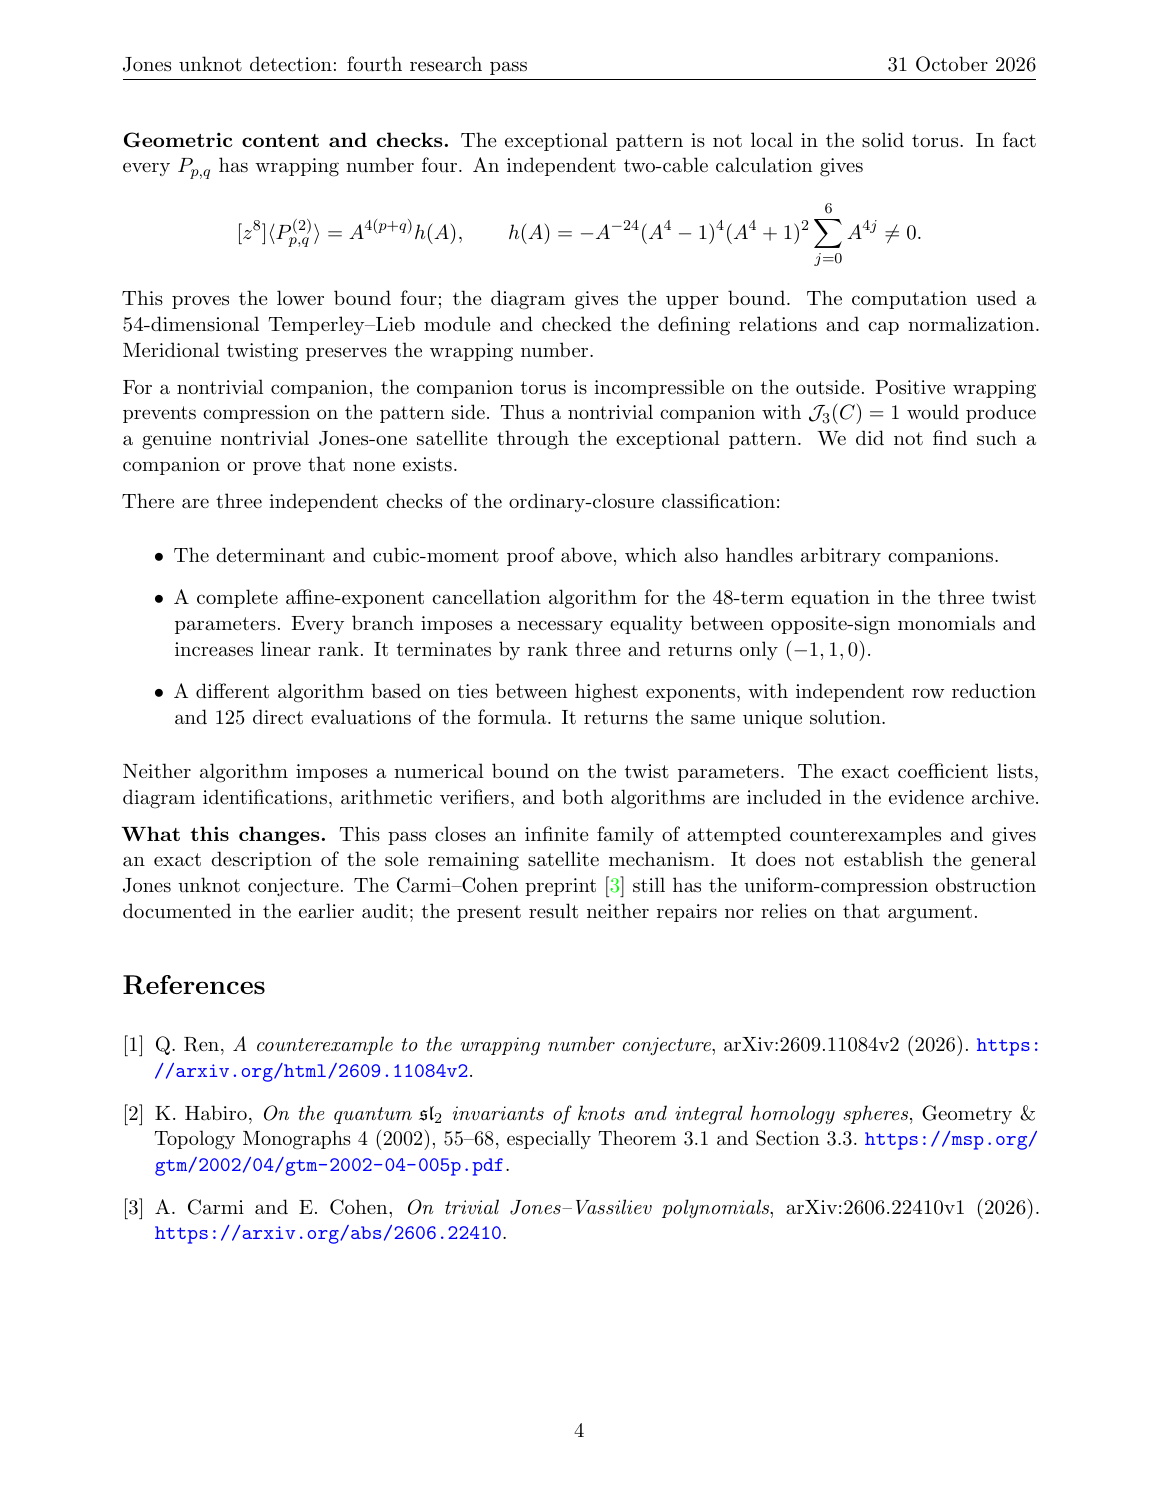 Jones unknot detection: fourth research pass 31 October 2026
Geometric content and checks. The exceptional pattern is not local in the solid torus. In fact
every P_{p,q} has wrapping number four. An independent two-cable calculation gives
[z^8]⟨P_{p,q}^{(2)}⟩ = A^{4(p+q)}h(A), h(A) = −A^{−24}(A^4 − 1)^4(A^4 + 1)^2 ∑_{j=0}^{6} A^{4j} ≠ 0.
This proves the lower bound four; the diagram gives the upper bound. The computation used a
54-dimensional Temperley–Lieb module and checked the defining relations and cap normalization.
Meridional twisting preserves the wrapping number.
For a nontrivial companion, the companion torus is incompressible on the outside. Positive wrapping
prevents compression on the pattern side. Thus a nontrivial companion with 𝒥_3(C) = 1 would produce
a genuine nontrivial Jones-one satellite through the exceptional pattern. We did not find such a
companion or prove that none exists.
There are three independent checks of the ordinary-closure classification:
• The determinant and cubic-moment proof above, which also handles arbitrary companions.
• A complete affine-exponent cancellation algorithm for the 48-term equation in the three twist
parameters. Every branch imposes a necessary equality between opposite-sign monomials and
increases linear rank. It terminates by rank three and returns only (−1, 1, 0).
• A different algorithm based on ties between highest exponents, with independent row reduction
and 125 direct evaluations of the formula. It returns the same unique solution.
Neither algorithm imposes a numerical bound on the twist parameters. The exact coefficient lists,
diagram identifications, arithmetic verifiers, and both algorithms are included in the evidence archive.
What this changes. This pass closes an infinite family of attempted counterexamples and gives
an exact description of the sole remaining satellite mechanism. It does not establish the general
Jones unknot conjecture. The Carmi–Cohen preprint [3] still has the uniform-compression obstruction
documented in the earlier audit; the present result neither repairs nor relies on that argument.
References
[1] Q. Ren, A counterexample to the wrapping number conjecture, arXiv:2609.11084v2 (2026). https:
//arxiv.org/html/2609.11084v2.
[2] K. Habiro, On the quantum 𝔰𝔩_2 invariants of knots and integral homology spheres, Geometry &
Topology Monographs 4 (2002), 55–68, especially Theorem 3.1 and Section 3.3. https://msp.org/
gtm/2002/04/gtm-2002-04-005p.pdf.
[3] A. Carmi and E. Cohen, On trivial Jones–Vassiliev polynomials, arXiv:2606.22410v1 (2026).
https://arxiv.org/abs/2606.22410.
4